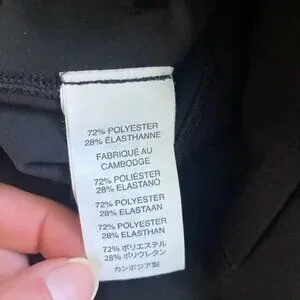 72% POLYESTER
28% ÉLASTHANNE
FABRIQUÉ AU
CAMBODGE
72% POLIÉSTER
28% ELASTANO
72% POLYESTER
28% ELASTAAN
72% POLYESTER
28% ELASTHAN
72% ポリエステル
28% ポリウレタン
カンボジア製